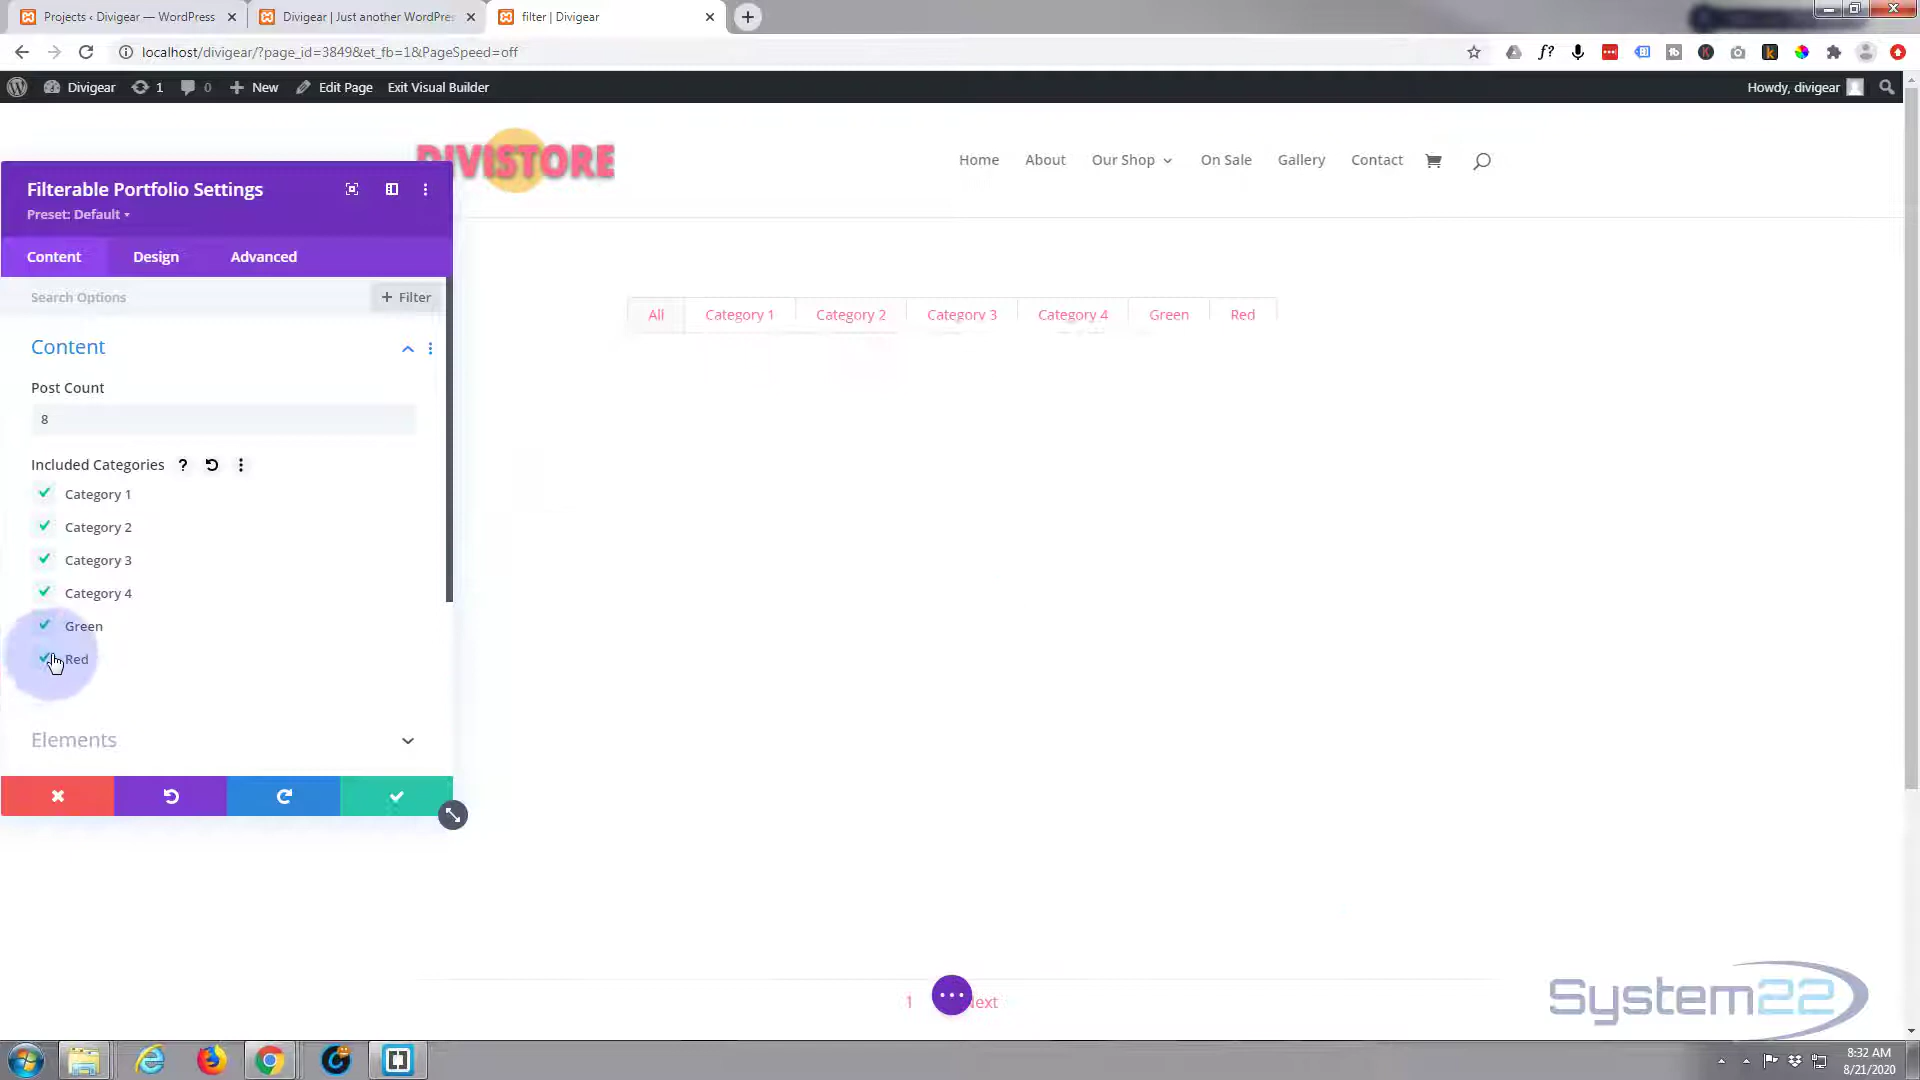 Projects ‹ Divigear — WordPress
Divigear | Just another WordPres
filter | Divigear
localhost/divigear/?page_id=3849&et_fb=1&PageSpeed=off
Divigear
1
0
New
Edit Page
Exit Visual Builder
Howdy, divigear
DIVISTORE
Home
About
Our Shop
On Sale
Gallery
Contact
Filterable Portfolio Settings
Preset: Default
Content
Design
Advanced
Search Options
+ Filter
All
Category 1
Category 2
Category 3
Category 4
Green
Red
Content
Post Count
8
Included Categories
Category 1
Category 2
Category 3
Category 4
Green
Red
Elements
1
System22
8:32 AM
8/21/2020